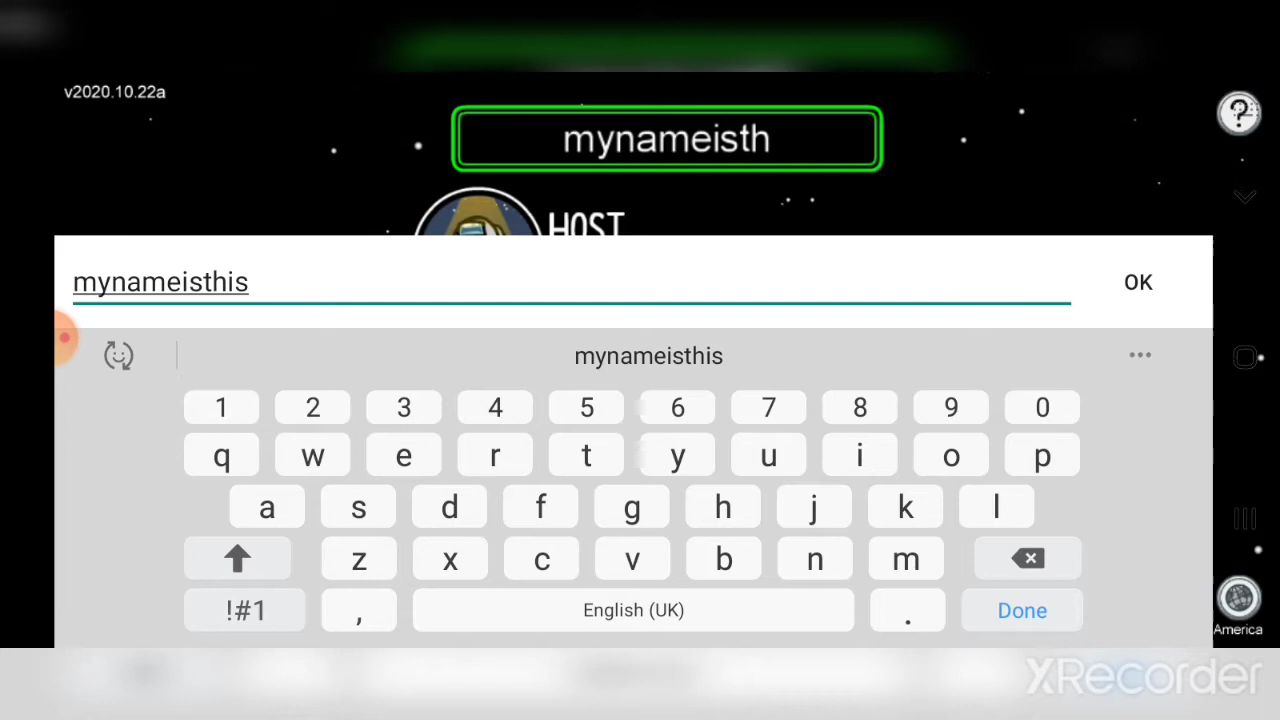 v2020.10.22a
mynameisth
?
HOST
mynameisthis
OK
mynameisthis
1 2 3 4 5 6 7 8 9 0
q w e r t y u i o p
a s d f g h j k l
z x c v b n m
!#1 , English (UK) . Done
America
XRecorder